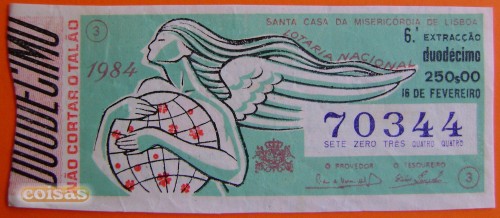 DUODECIMO
NÃO CORTAR O TALÃO
3
1984
SANTA CASA DA MISERICÓRDIA DE LISBOA
LOTARIA NACIONAL
6.ª EXTRACÇÃO
duodécimo
250$00
16 DE FEVEREIRO
70344
SETE ZERO TRÊS QUATRO QUATRO
O PROVEDOR,
O TESOUREIRO
3
coisas